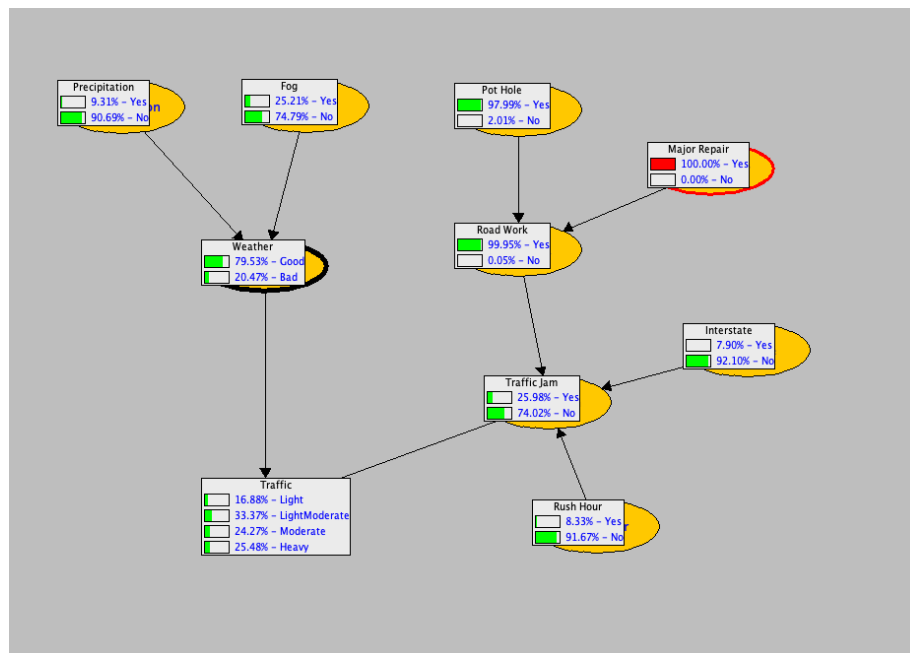 Precipitation
9.31% - Yes
90.69% - No
on
Fog
25.21% - Yes
74.79% - No
Pot Hole
97.99% - Yes
2.01% - No
Major Repair
100.00% - Yes
0.00% - No
Weather
79.53% - Good
20.47% - Bad
Road Work
99.95% - Yes
0.05% - No
Interstate
7.90% - Yes
92.10% - No
Traffic Jam
25.98% - Yes
74.02% - No
Traffic
16.88% - Light
33.37% - LightModerate
24.27% - Moderate
25.48% - Heavy
Rush Hour
8.33% - Yes
91.67% - No
r